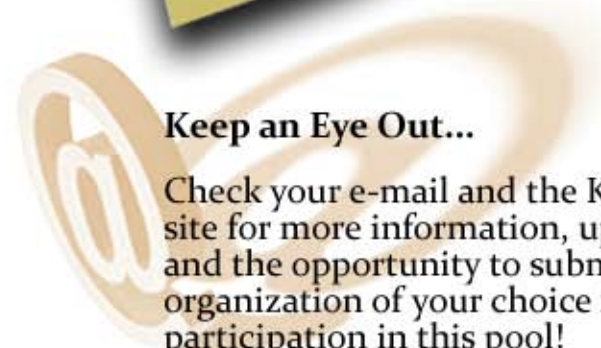 Keep an Eye Out...
Check your e-mail and the
site for more information,
and the opportunity to
organization of your choice
participation in this pool!